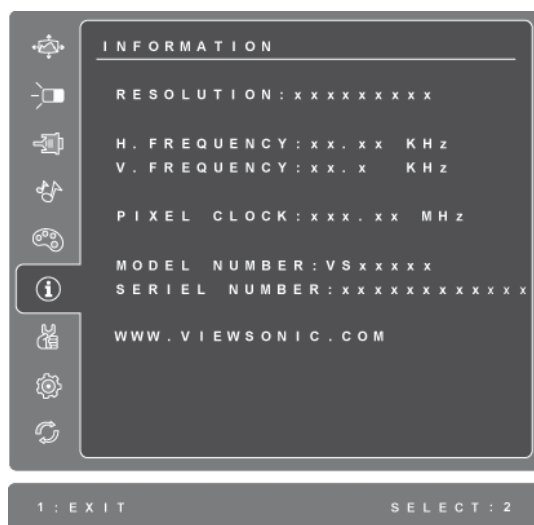 INFORMATION
RESOLUTION:xxxxxxxxx
H. FREQUENCY:xx.xx KHz
V. FREQUENCY:xx.x KHz
PIXEL CLOCK:xxx.xx MHz
MODEL NUMBER:VSxxxxx
SERIEL NUMBER:xxxxxxxxxxxx
WWW.VIEWSONIC.COM
1:EXIT SELECT:2